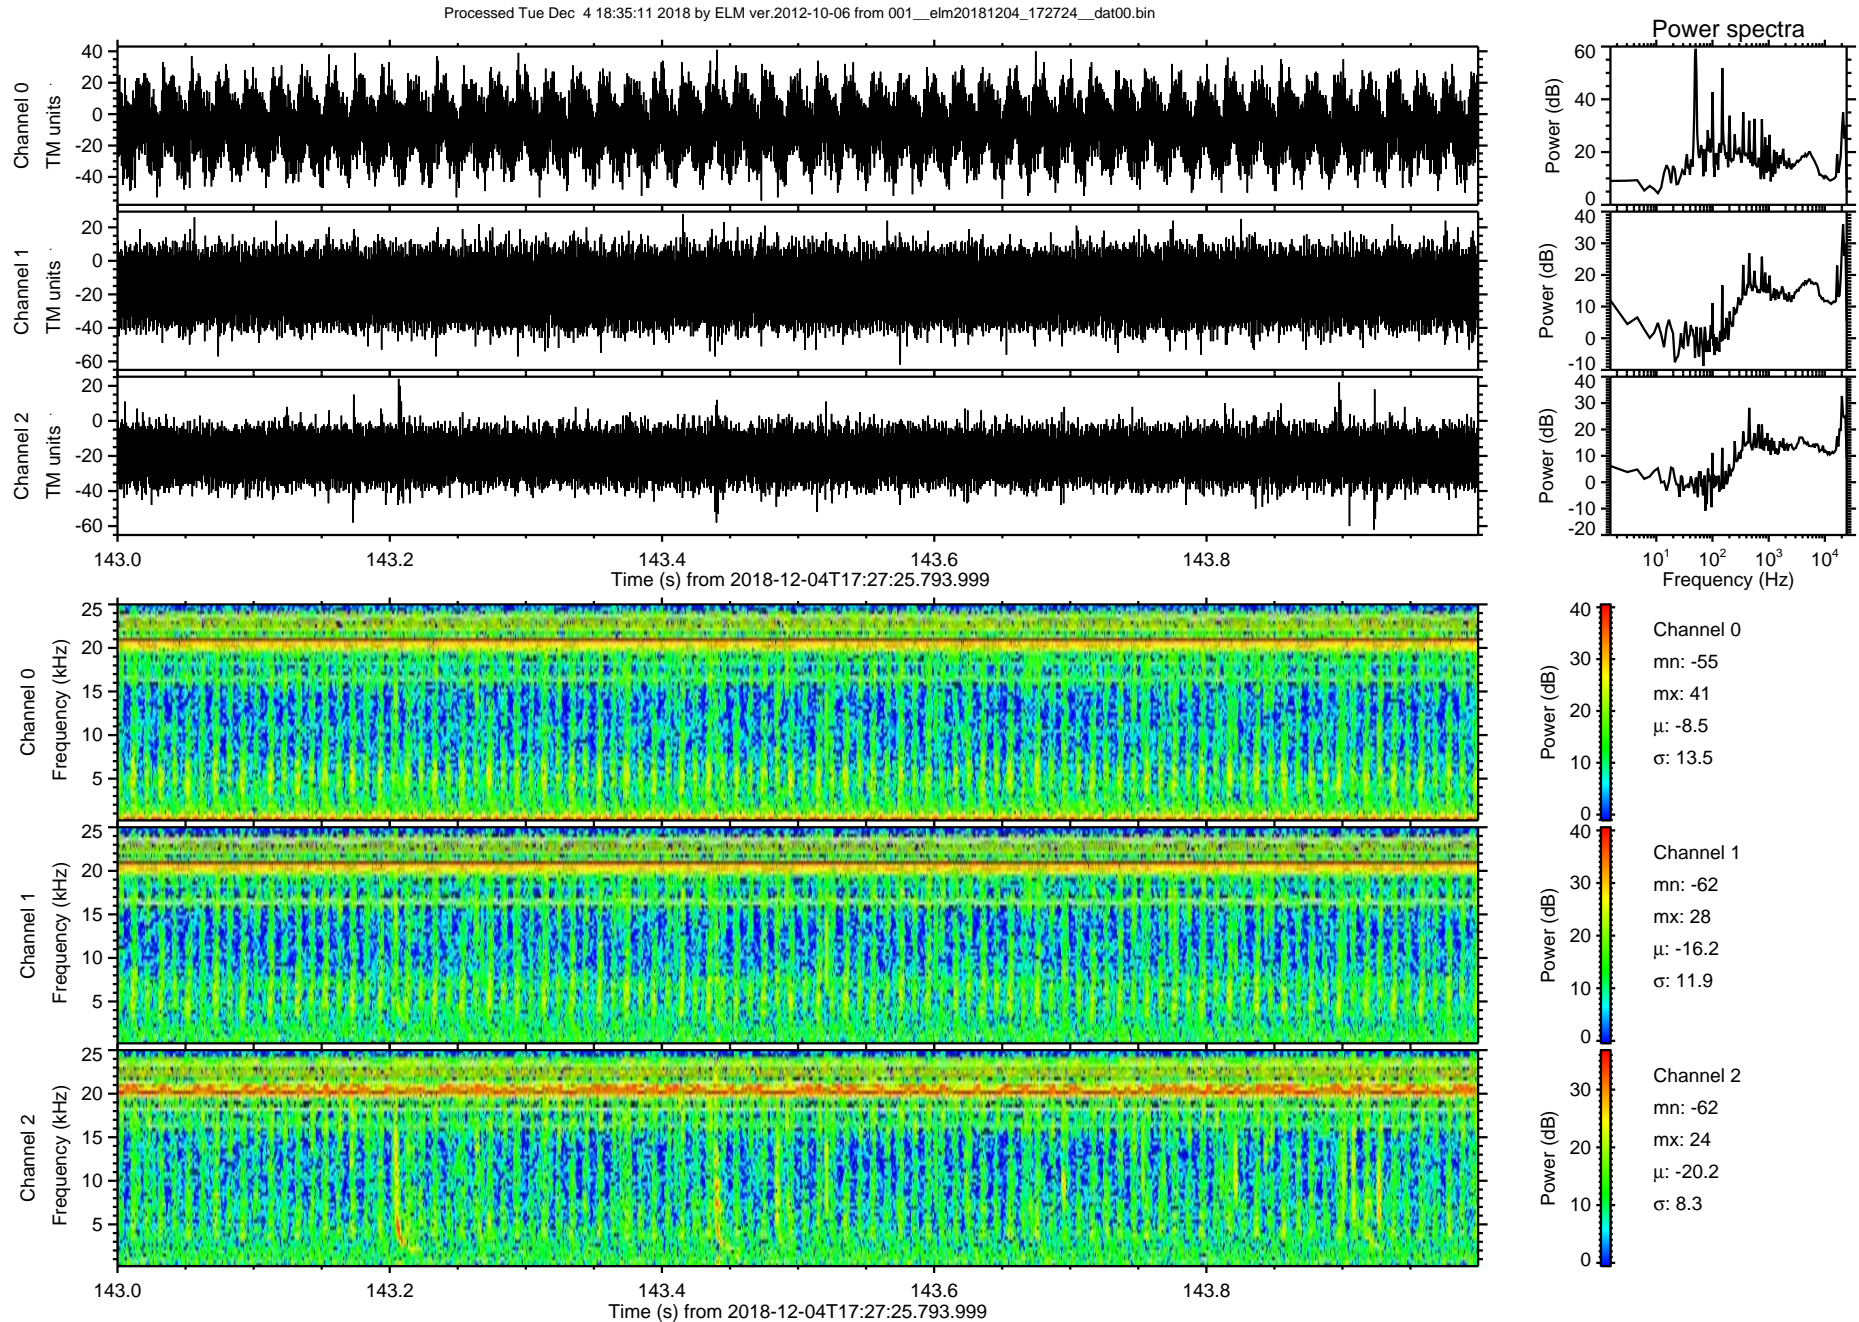 Processed Tue Dec  4 18:35:11 2018 by ELM ver.2012-10-06 from 001__elm20181204_172724__dat00.bin
Power spectra
Channel 0
TM units
40
20
0
-20
-40
Power (dB)
60
40
20
0
Channel 1
TM units
20
0
-20
-40
-60
Power (dB)
40
30
20
10
0
-10
Channel 2
TM units
20
0
-20
-40
-60
Power (dB)
40
30
20
10
0
-10
-20
143.0 143.2 143.4 143.6 143.8
Time (s) from 2018-12-04T17:27:25.793.999
10¹ 10² 10³ 10⁴
Frequency (Hz)
Channel 0
Frequency (kHz)
25
20
15
10
5
Power (dB)
40
30
20
10
0
Channel 0
mn: -55
mx: 41
μ: -8.5
σ: 13.5
Channel 1
Frequency (kHz)
25
20
15
10
5
Power (dB)
40
30
20
10
0
Channel 1
mn: -62
mx: 28
μ: -16.2
σ: 11.9
Channel 2
Frequency (kHz)
25
20
15
10
5
Power (dB)
30
20
10
0
Channel 2
mn: -62
mx: 24
μ: -20.2
σ: 8.3
143.0 143.2 143.4 143.6 143.8
Time (s) from 2018-12-04T17:27:25.793.999